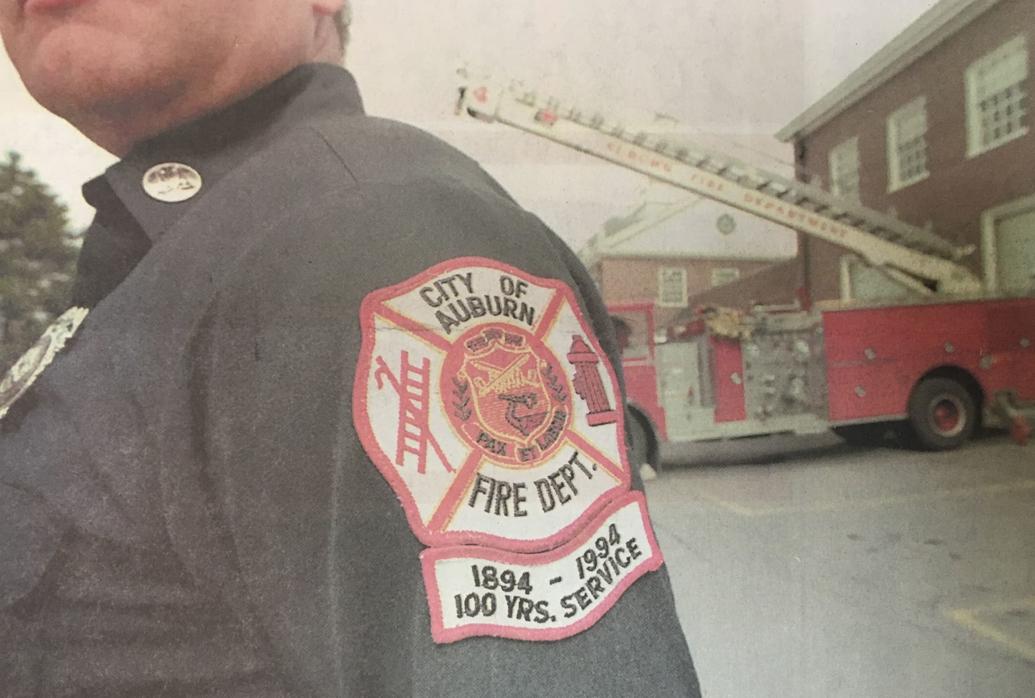 CITY OF
AUBURN
PAX ET LABOR
FIRE DEPT.
1894 - 1994
100 YRS. SERVICE
FIRE DEPARTMENT